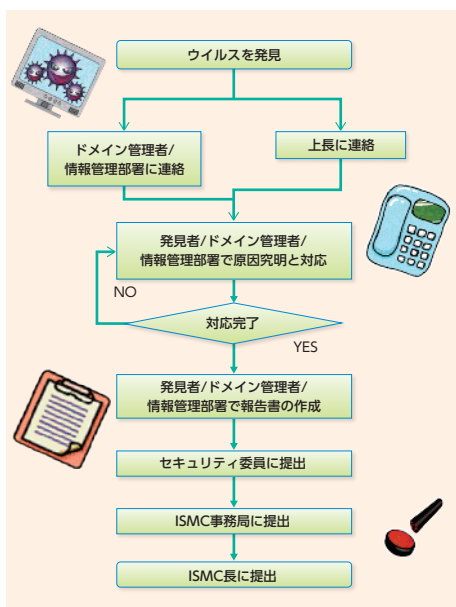 ウイルスを発見
ドメイン管理者/
情報管理部署に連絡
上長に連絡
発見者/ドメイン管理者/
情報管理部署で原因究明と対応
NO
対応完了
YES
発見者/ドメイン管理者/
情報管理部署で報告書の作成
セキュリティ委員に提出
ISMC事務局に提出
ISMC長に提出